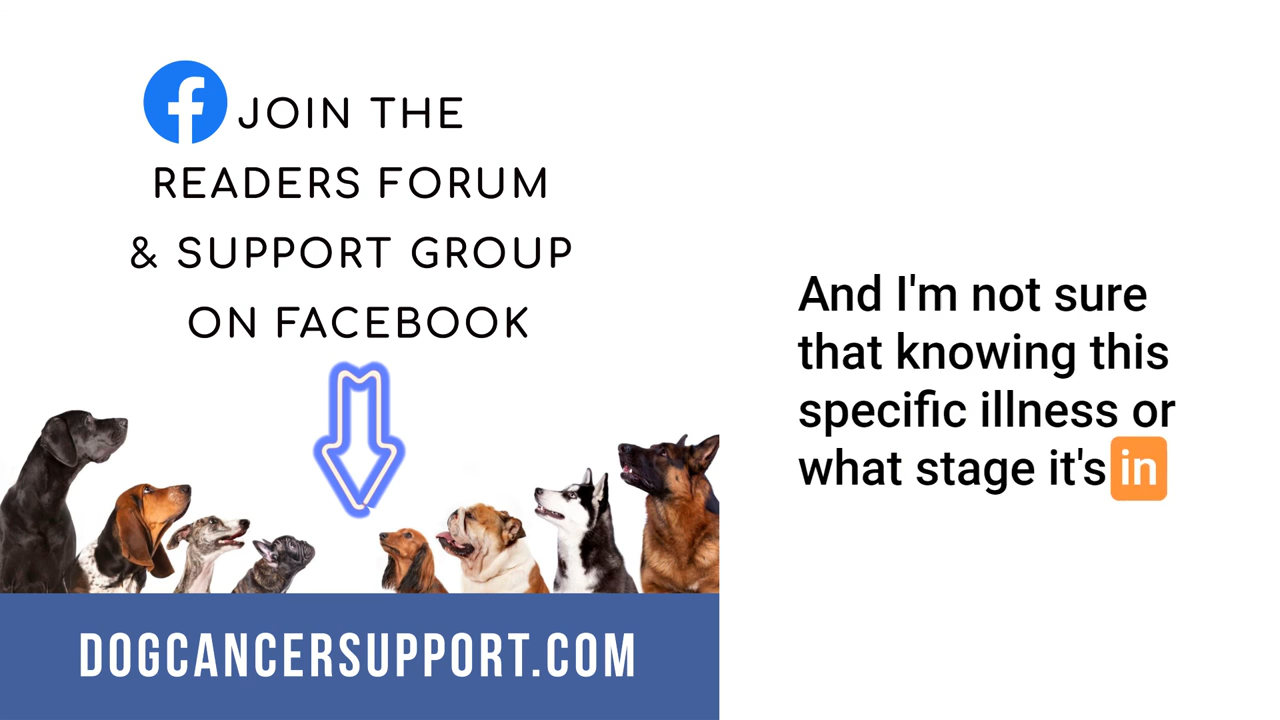 JOIN THE
READERS FORUM
& SUPPORT GROUP
ON FACEBOOK
DOGCANCERSUPPORT.COM
And I'm not sure
that knowing this
specific illness or
what stage it's in